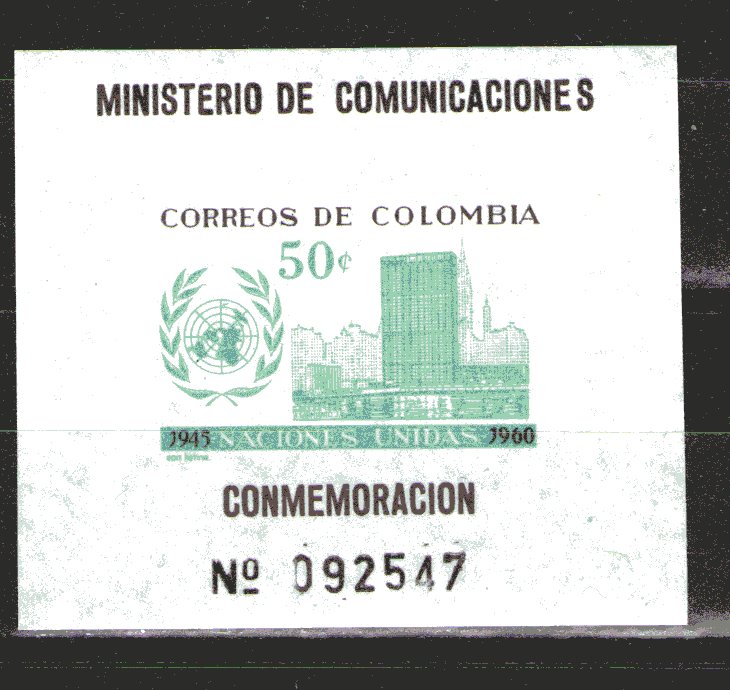 MINISTERIO DE COMUNICACIONES
CORREOS DE COLOMBIA
50¢
1945 NACIONES UNIDAS 1960
CONMEMORACION
Nº 092547